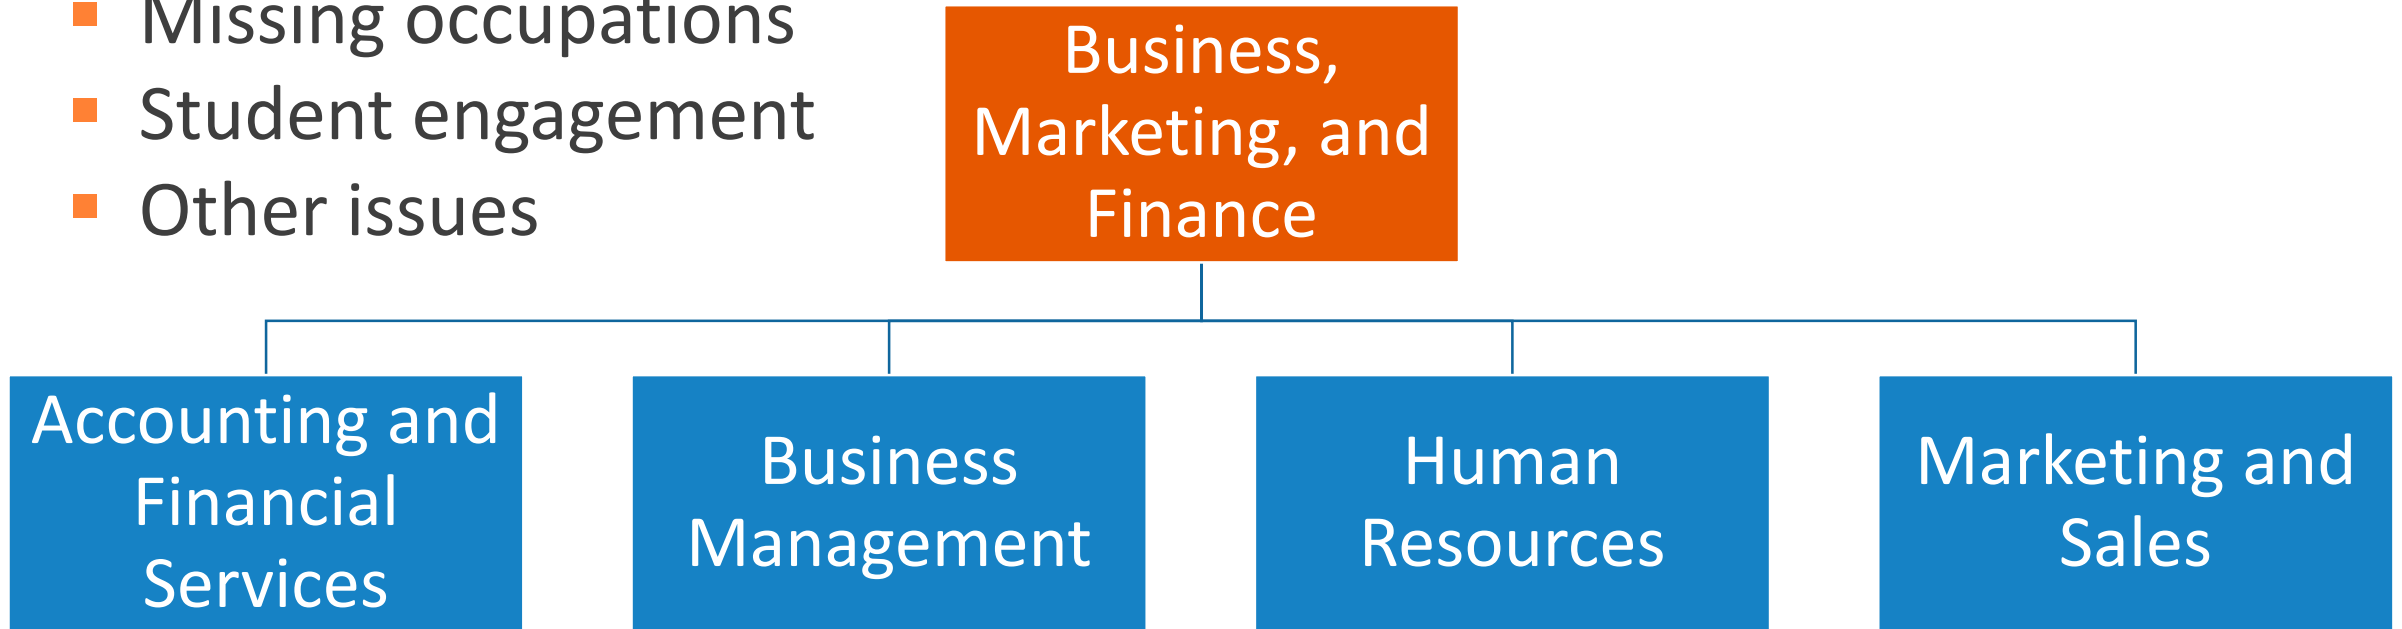 Missing occupations
Student engagement
Other issues
Business,
Marketing, and
Finance
Accounting and
Financial
Services
Business
Management
Human
Resources
Marketing and
Sales